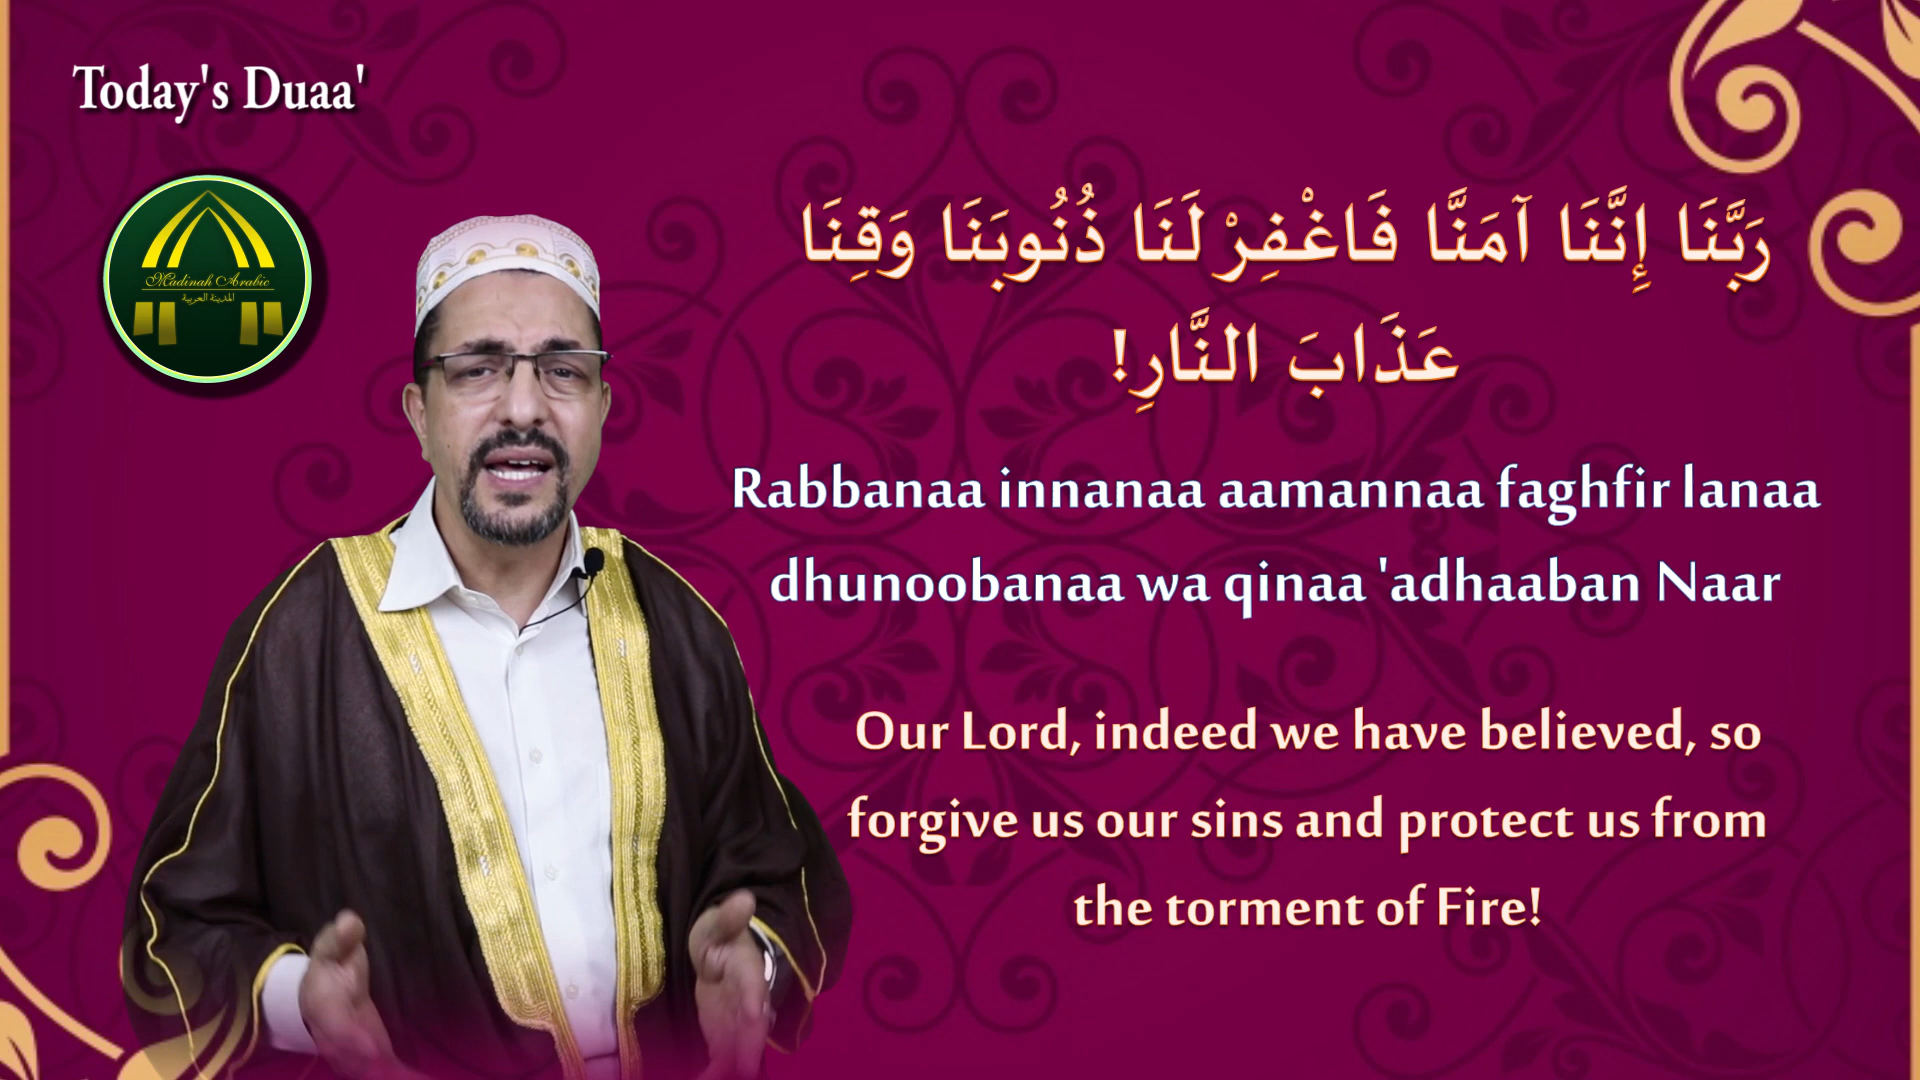 Today's Duaa'
Madinah Arabic
المدينة العربية
رَبَّنَا إِنَّنَا آمَنَّا فَاغْفِرْ لَنَا ذُنُوبَنَا وَقِنَا
عَذَابَ النَّارِ!
Rabbanaa innanaa aamannaa faghfir lanaa
dhunoobanaa wa qinaa 'adhaaban Naar
Our Lord, indeed we have believed, so
forgive us our sins and protect us from
the torment of Fire!